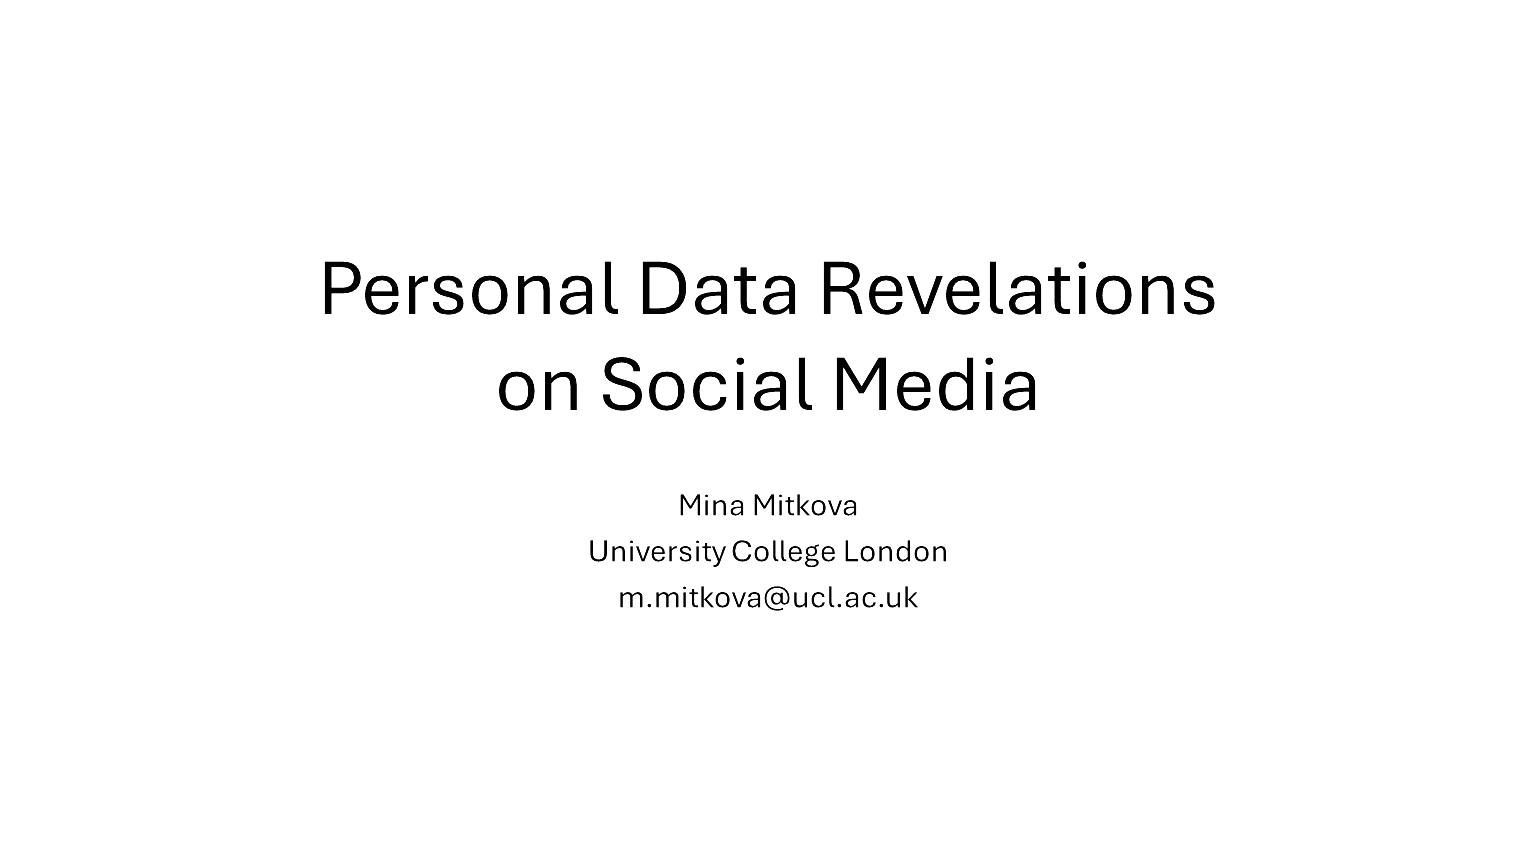 Personal Data Revelations
on Social Media
Mina Mitkova
University College London
m.mitkova@ucl.ac.uk